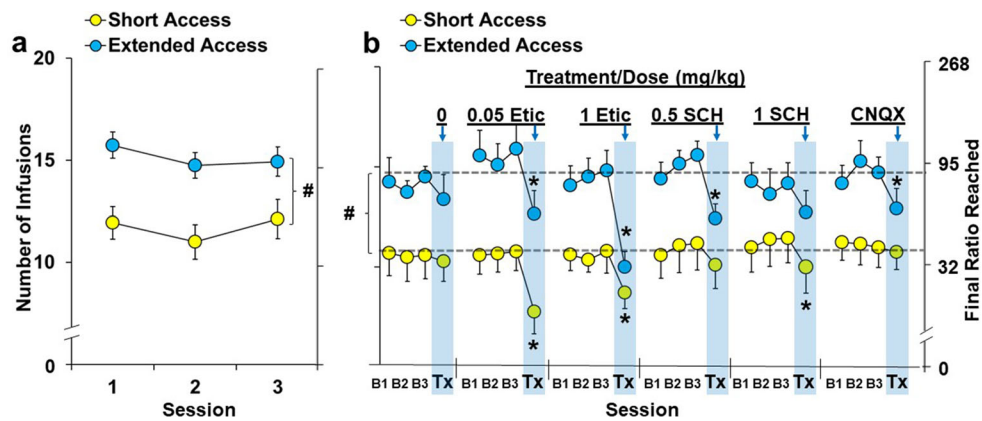 a
Short Access
Extended Access
Number of Infusions
20
15
10
0
#
1 2 3
Session
b
Short Access
Extended Access
Treatment/Dose (mg/kg)
0 0.05 Etic 1 Etic 0.5 SCH 1 SCH CNQX
#
* * * * * * *
268
95
32
0
Final Ratio Reached
B1 B2 B3 Tx B1 B2 B3 Tx B1 B2 B3 Tx B1 B2 B3 Tx B1 B2 B3 Tx B1 B2 B3 Tx
Session